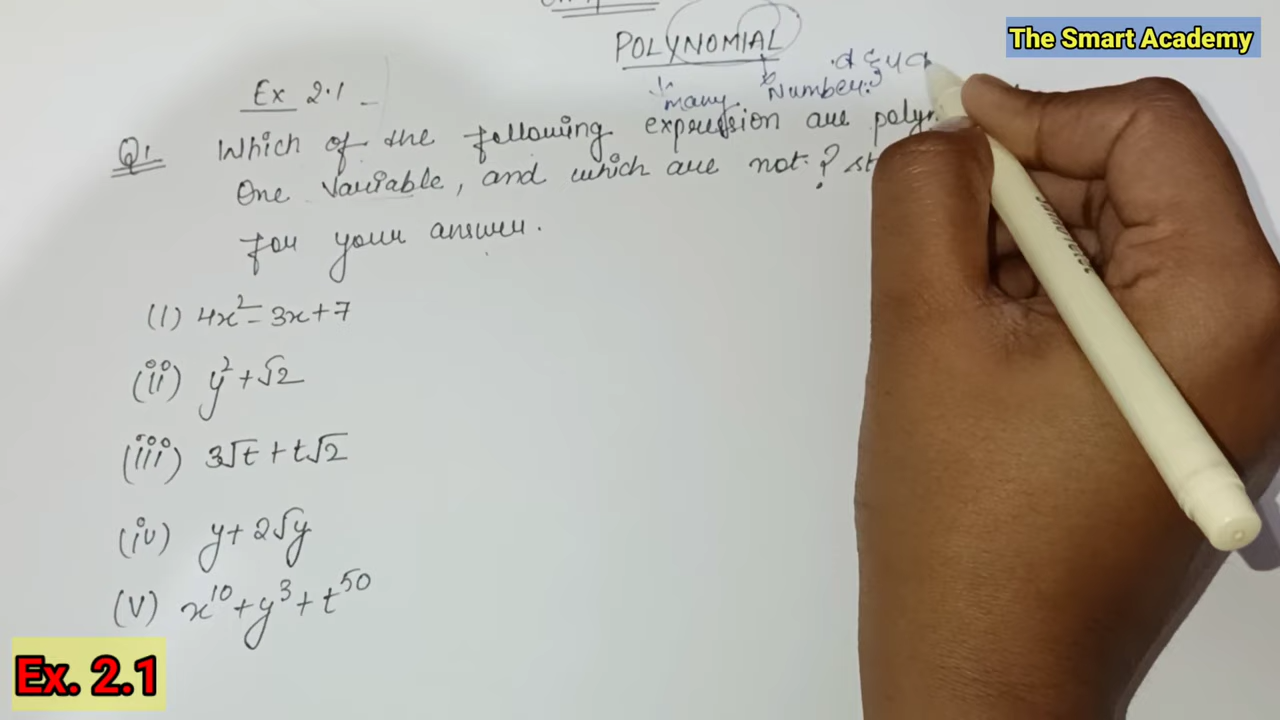 The Smart Academy
POLYNOMIAL
many Number:
Ex 2.1
Q1 Which of the following expression are
One variable, and which are not? st
for your answer.
(I) 4x² - 3x + 7
(ii) y² + √2
(iii) 3√t + t√2
(iv) y + 2√y
(V) x¹⁰ + y³ + t⁵⁰
Ex. 2.1